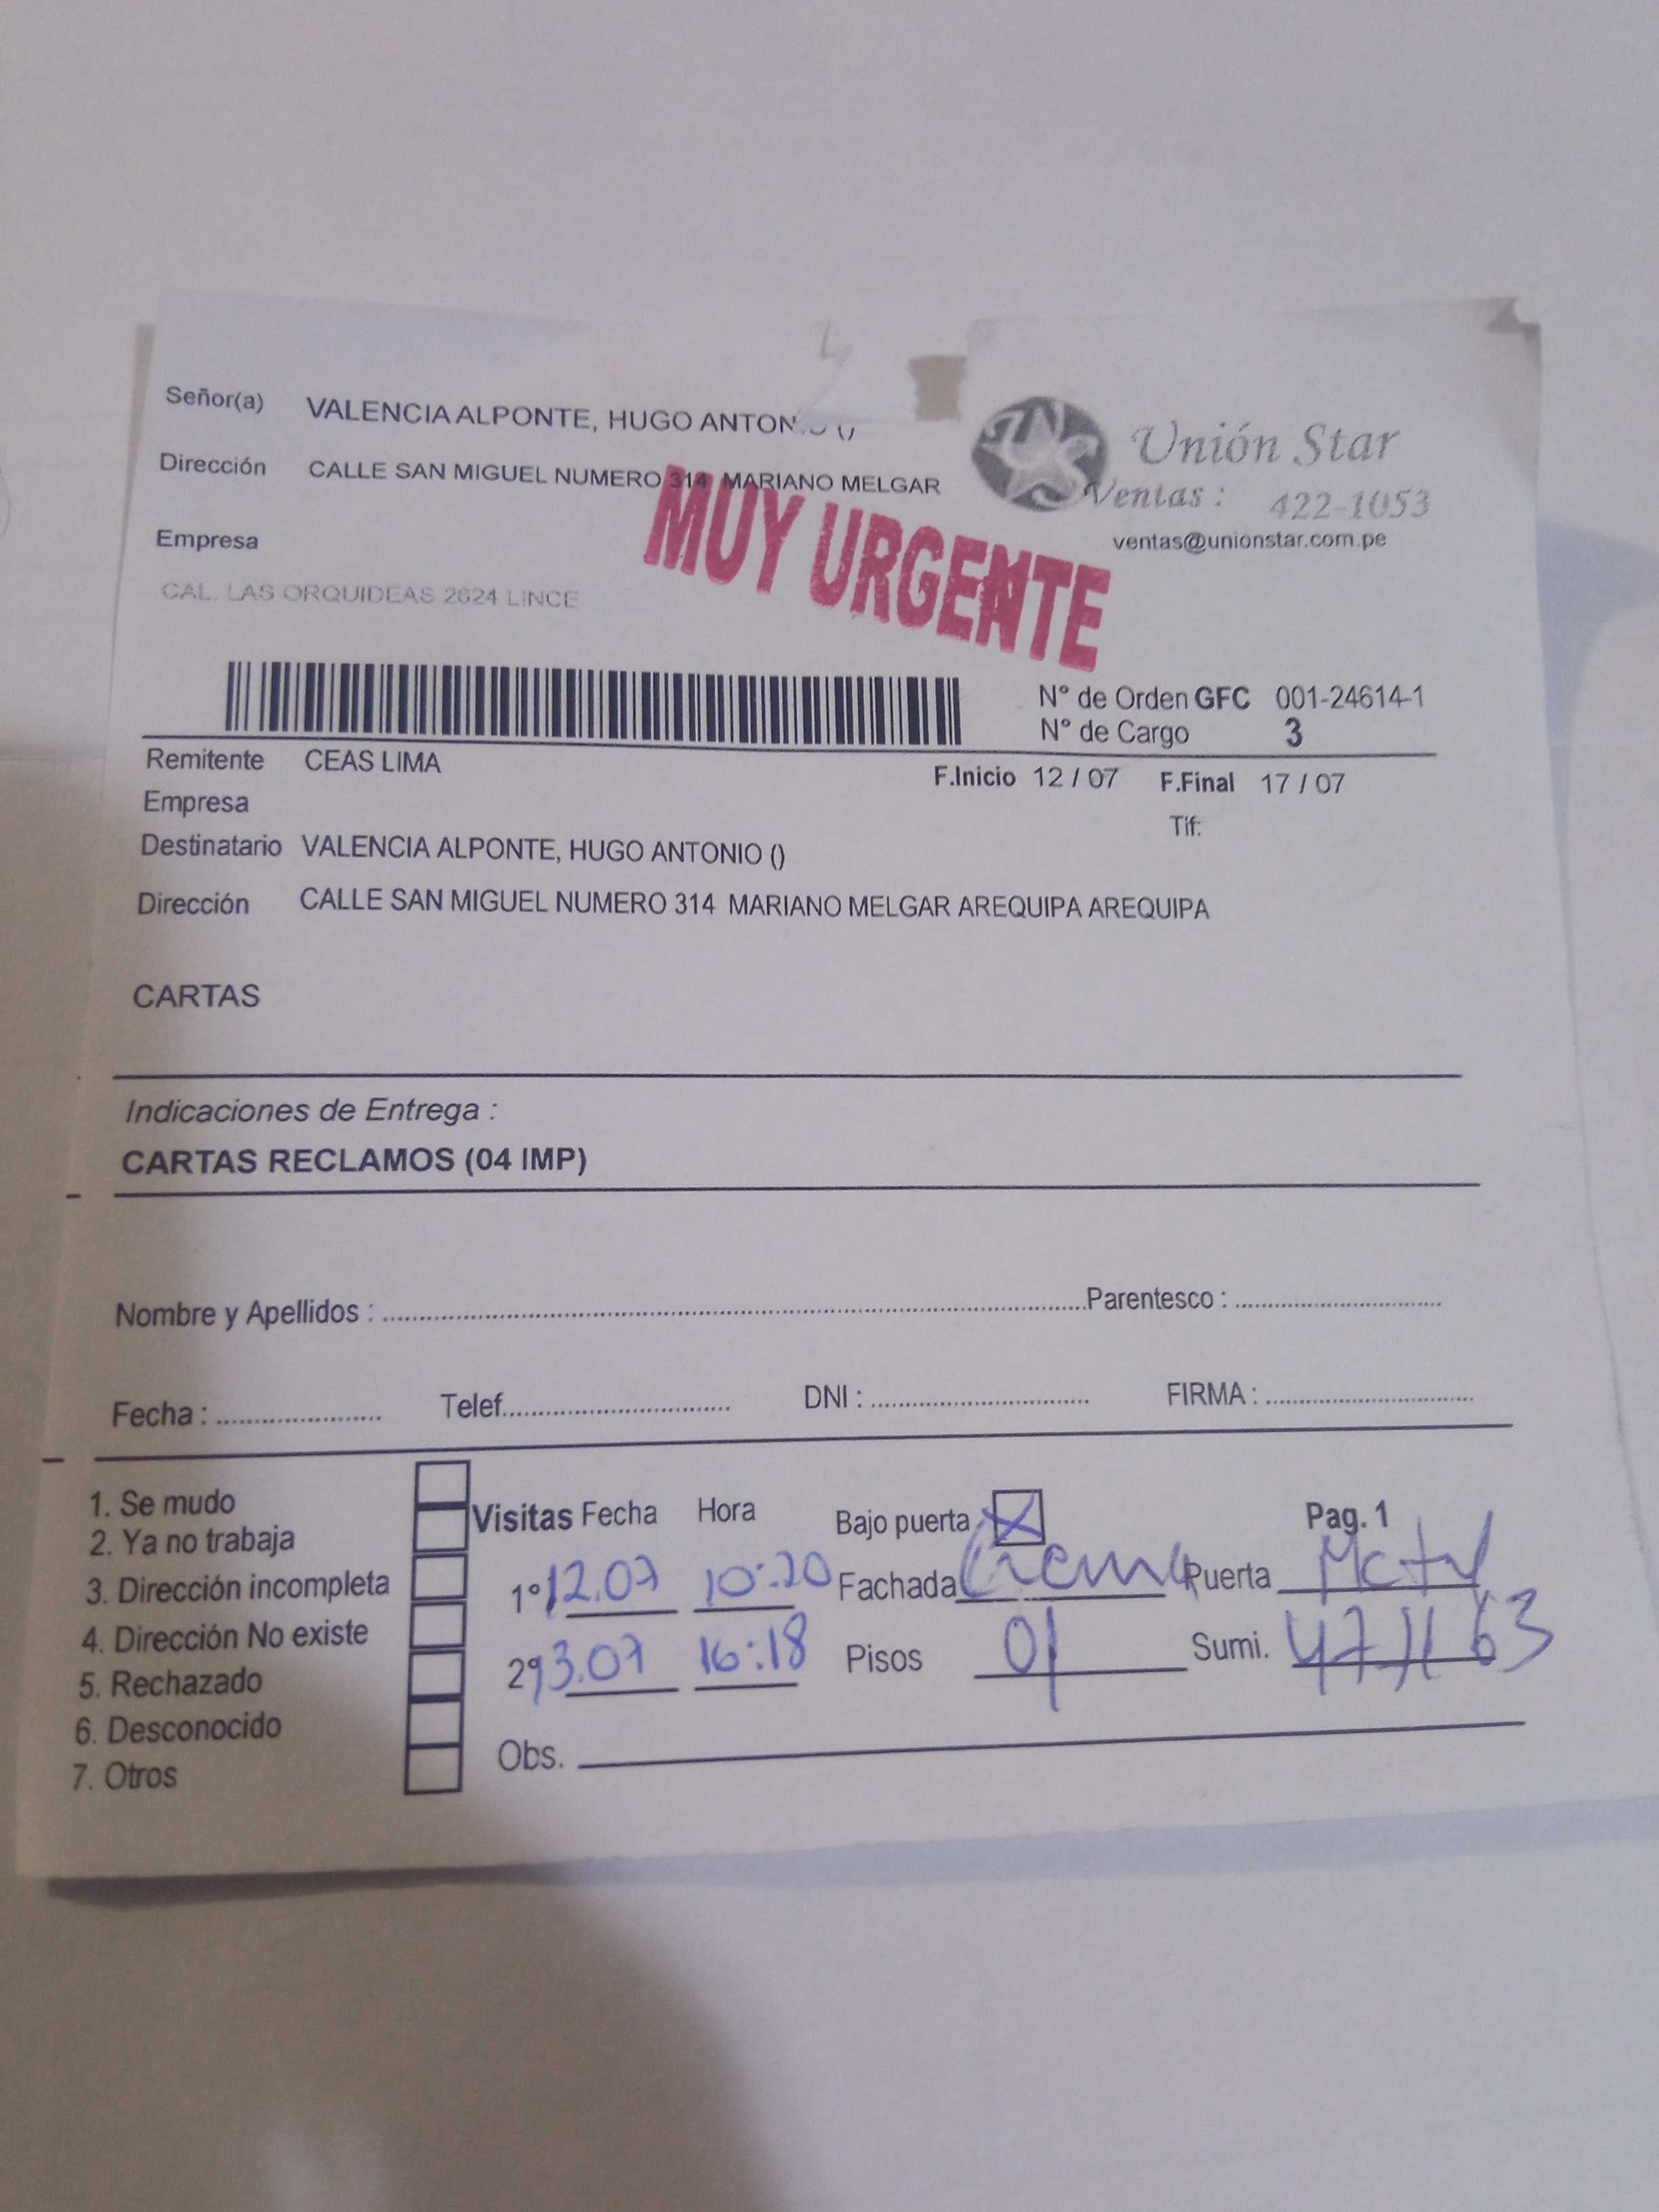 Señor(a) VALENCIA ALPONTE, HUGO ANTON
Unión Star
Dirección CALLE SAN MIGUEL NUMERO 314 MARIANO MELGAR
Ventas : 422-1053
MUY URGENTE
Empresa
ventas@unionstar.com.pe
CAL. LAS ORQUIDEAS 2624 LINCE
N° de Orden GFC 001-24614-1
N° de Cargo 3
Remitente CEAS LIMA
F.Inicio 12 / 07 F.Final 17 / 07
Empresa
Tlf:
Destinatario VALENCIA ALPONTE, HUGO ANTONIO ()
Dirección CALLE SAN MIGUEL NUMERO 314 MARIANO MELGAR AREQUIPA AREQUIPA
CARTAS
Indicaciones de Entrega :
CARTAS RECLAMOS (04 IMP)
Nombre y Apellidos : Parentesco :
Fecha : Telef. DNI : FIRMA :
1. Se mudo
2. Ya no trabaja
3. Dirección incompleta
4. Dirección No existe
5. Rechazado
6. Desconocido
7. Otros
Visitas Fecha Hora Bajo puerta X Pag. 1
1° 12.07 10:20 Fachada Crema Puerta
2° 13.07 16:18 Pisos 01 Sumi.
Obs.